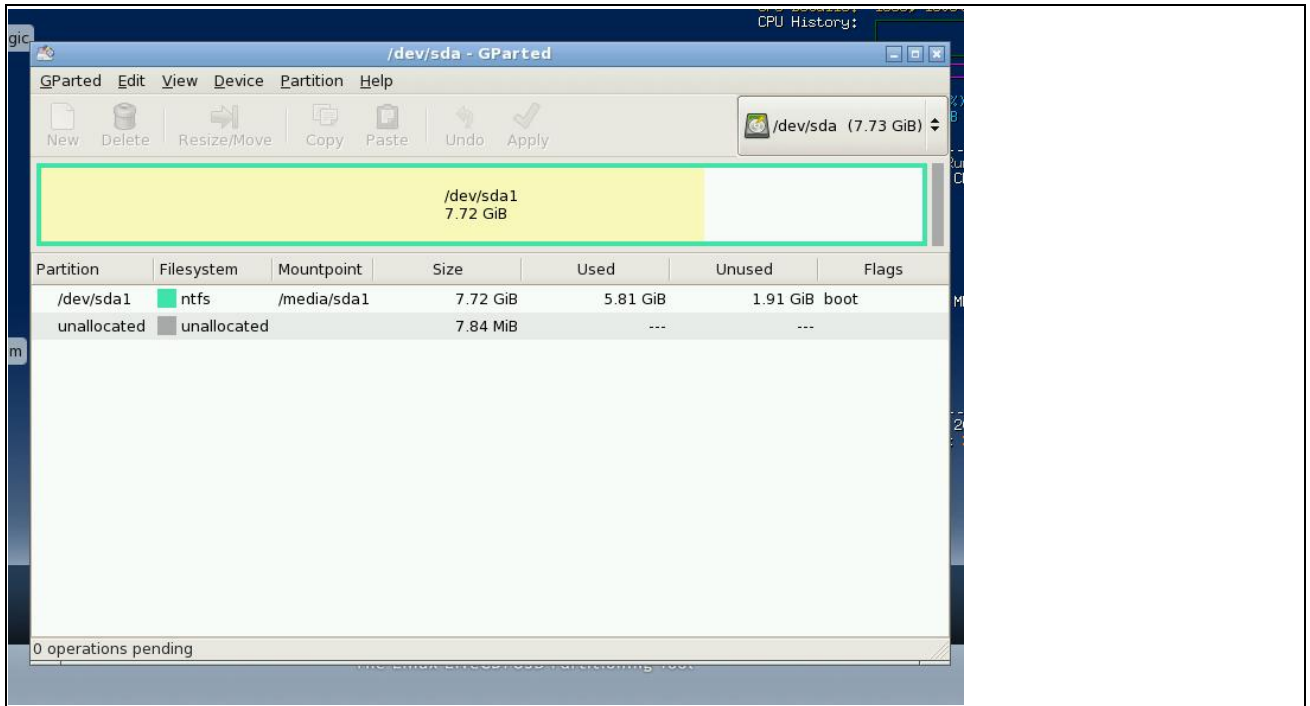 CPU History:
gic
/dev/sda - GParted
GParted Edit View Device Partition Help
New Delete Resize/Move Copy Paste Undo Apply
/dev/sda (7.73 GiB)
/dev/sda1
7.72 GiB
Partition Filesystem Mountpoint Size Used Unused Flags
/dev/sda1 ntfs /media/sda1 7.72 GiB 5.81 GiB 1.91 GiB boot
unallocated unallocated 7.84 MiB --- ---
m
0 operations pending